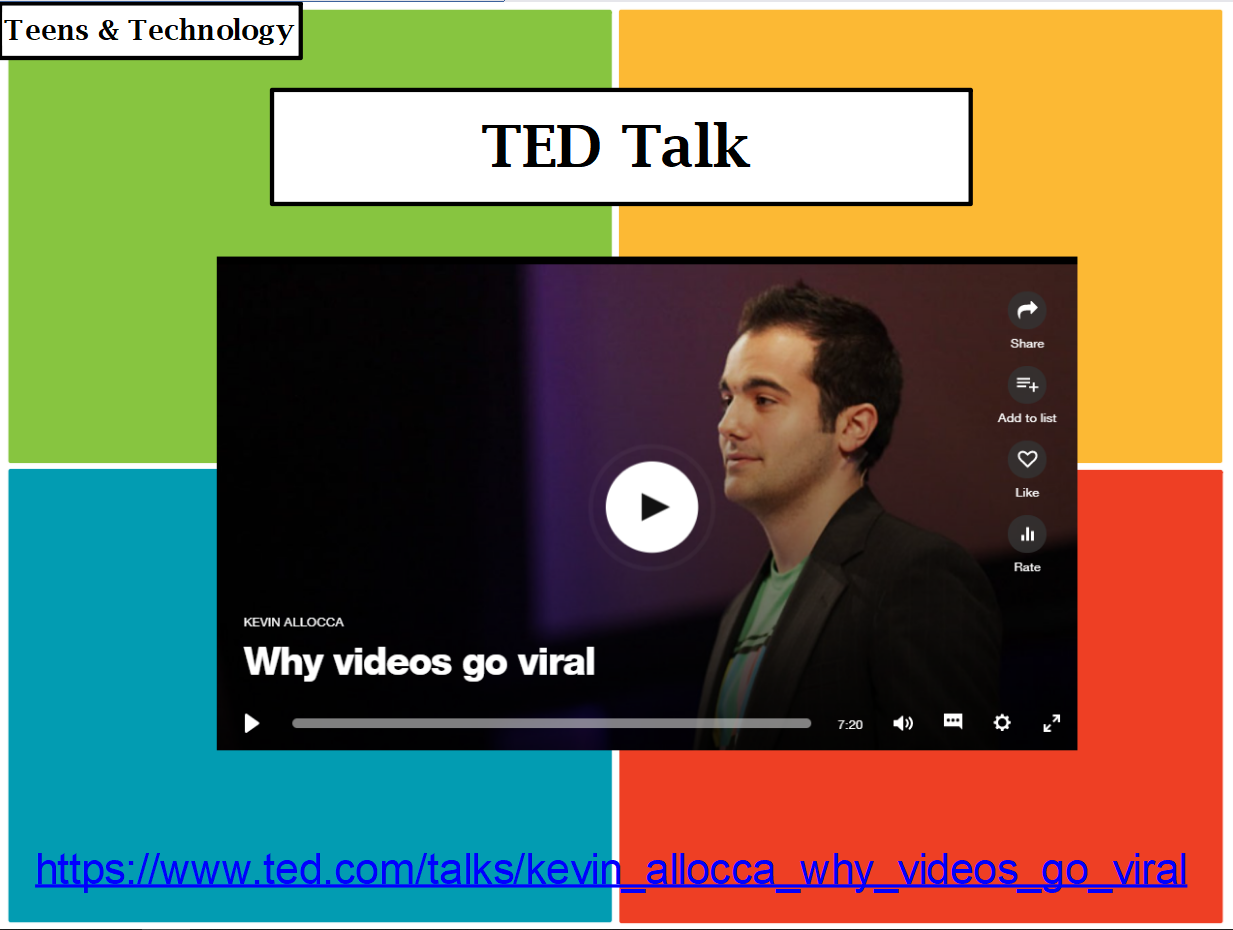 Teens & Technology
TED Talk
Share
Add to list
Like
Rate
KEVIN ALLOCCA
Why videos go viral
7:20
https://www.ted.com/talks/kevin_allocca_why_videos_go_viral